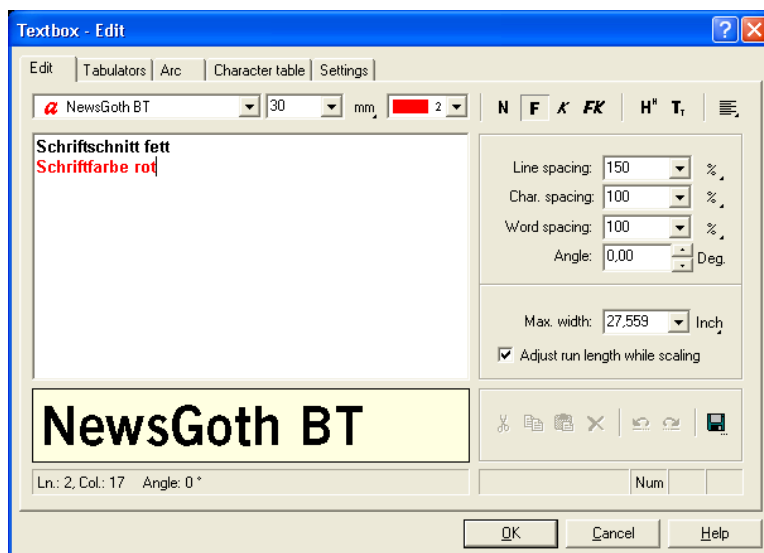 Textbox - Edit
Edit Tabulators Arc Character table Settings
a NewsGoth BT 30 mm 2 N F K FK H" T T
Schriftschnitt fett
Schriftfarbe rot
Line spacing: 150 %
Char. spacing: 100 %
Word spacing: 100 %
Angle: 0,00 Deg.
Max. width: 27,559 Inch
Adjust run length while scaling
NewsGoth BT
Ln.: 2, Col.: 17 Angle: 0 ° Num
OK Cancel Help